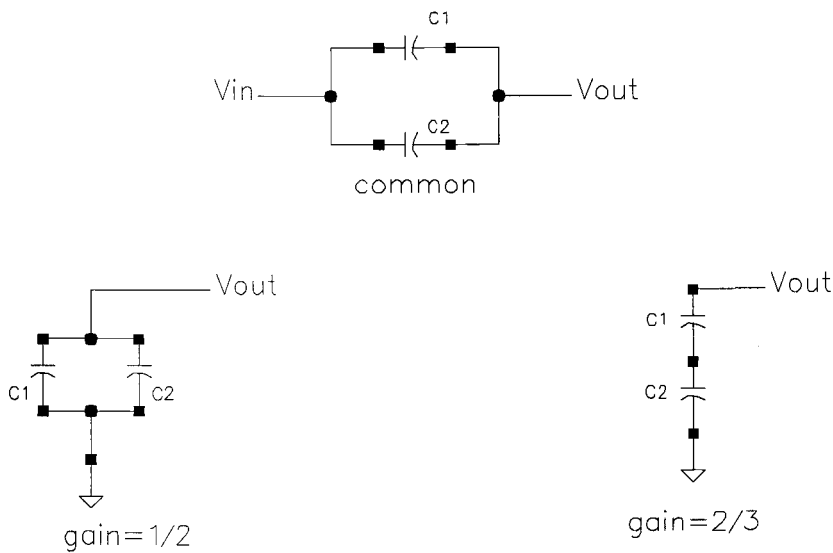 C1
Vin
Vout
C2
common
Vout
C1
C2
gain=1/2
Vout
C1
C2
gain=2/3